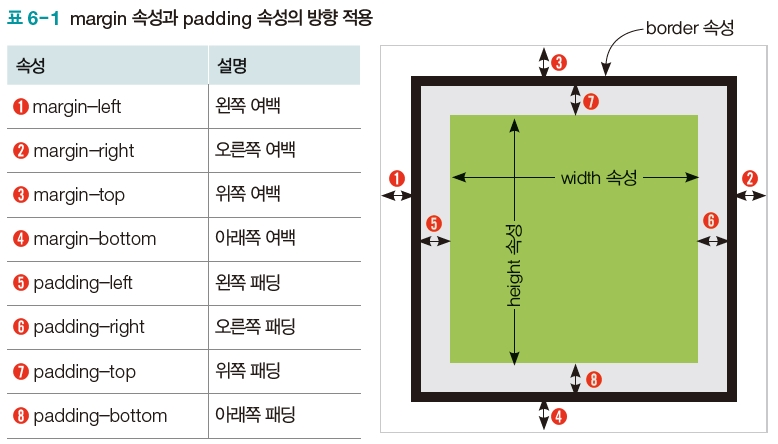 표 6-1 margin 속성과 padding 속성의 방향 적용
속성 설명
❶ margin-left 왼쪽 여백
❷ margin-right 오른쪽 여백
❸ margin-top 위쪽 여백
❹ margin-bottom 아래쪽 여백
❺ padding-left 왼쪽 패딩
❻ padding-right 오른쪽 패딩
❼ padding-top 위쪽 패딩
❽ padding-bottom 아래쪽 패딩
border 속성
❸
❼
❶
width 속성
❷
❺
height 속성
❻
❽
❹